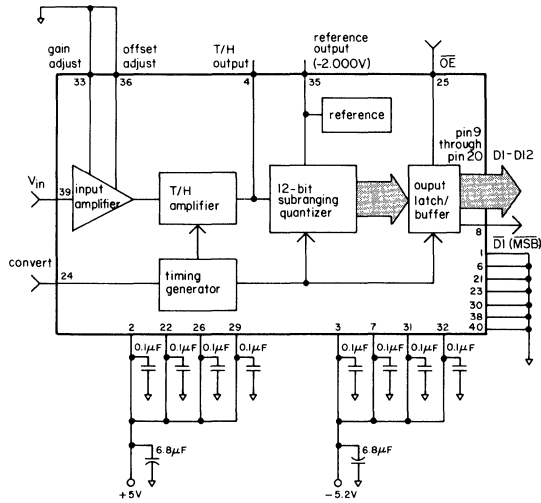 gain adjust
33
offset adjust
36
T/H output
4
reference output (-2.000V)
35
OE
25
reference
pin 9 through pin 20
D1-D12
Vin
39
input amplifier
T/H amplifier
12-bit subranging quantizer
ouput latch/ buffer
8
D1 (MSB)
convert
24
timing generator
1
6
21
23
30
38
40
2
22
26
29
3
7
31
32
0.1µF
0.1µF
0.1µF
0.1µF
0.1µF
0.1µF
0.1µF
0.1µF
6.8µF
6.8µF
+5V
-5.2V